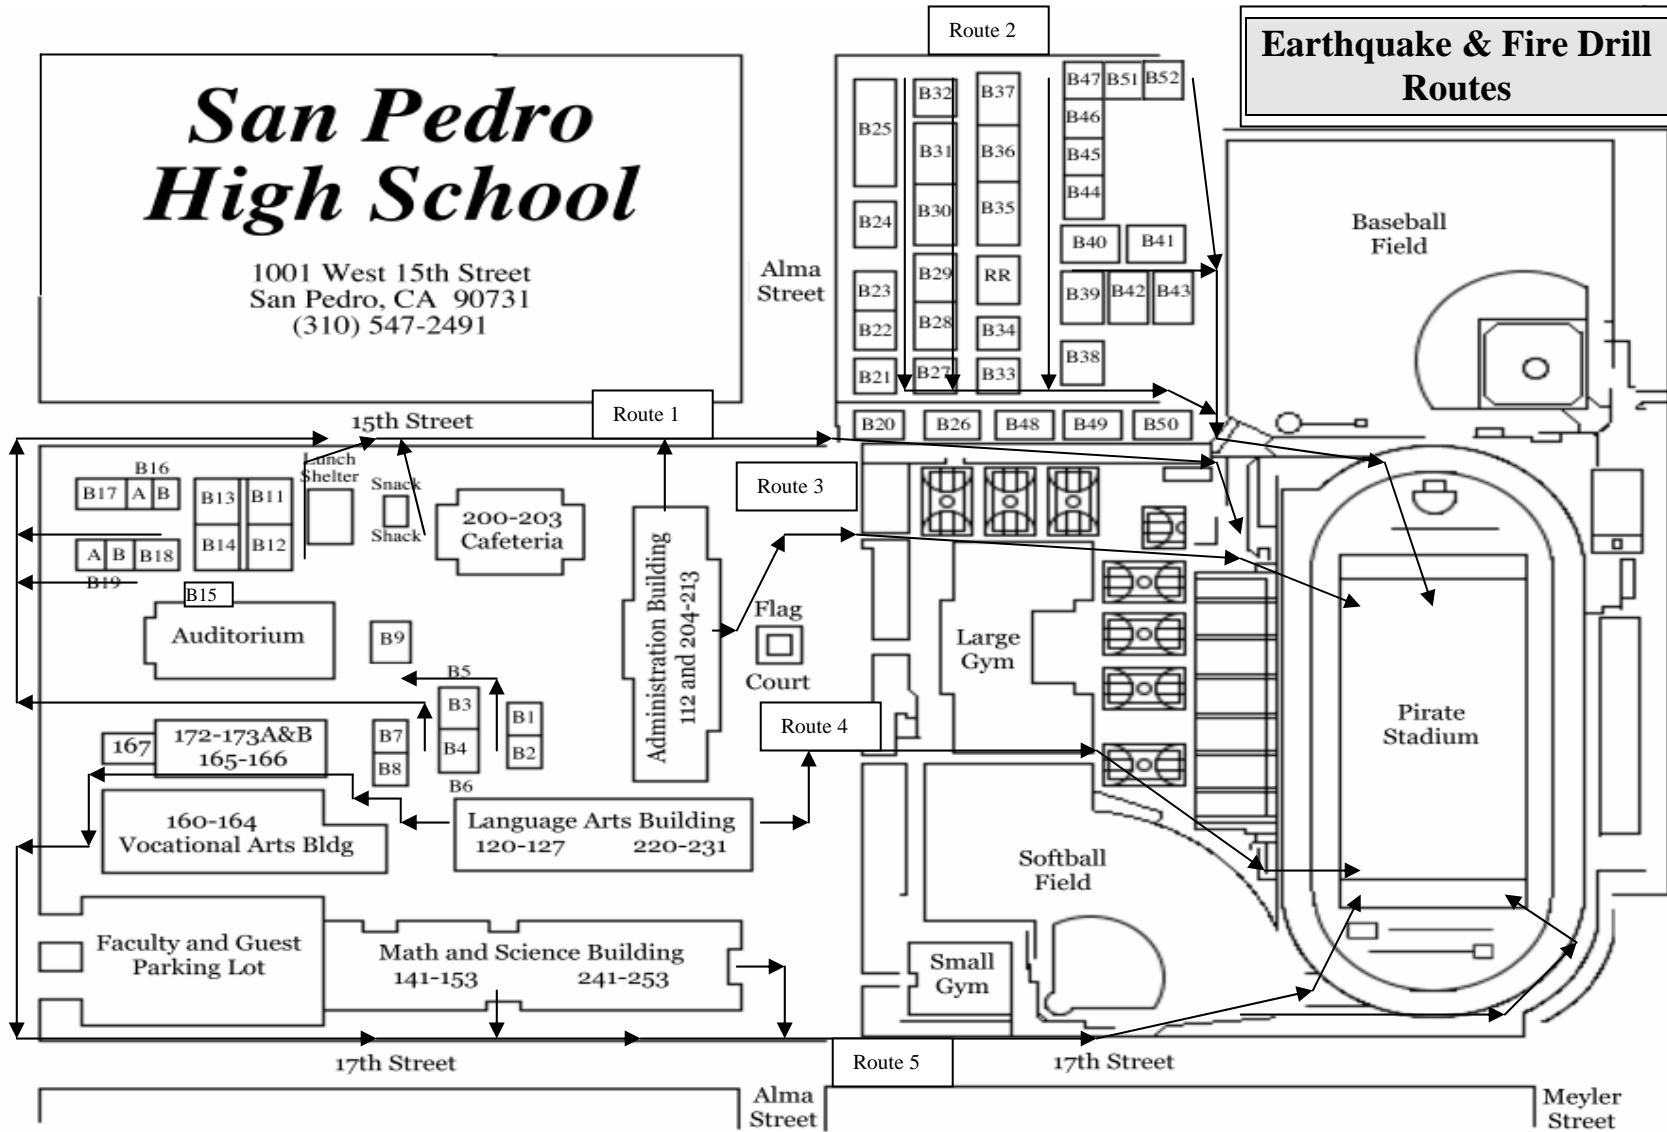 Route 2
Earthquake & Fire Drill
Routes
San Pedro
High School
1001 West 15th Street
San Pedro, CA  90731
(310) 547-2491
Alma
Street
B25
B24
B23
B22
B21
B32
B31
B30
B29
B28
B27
B37
B36
B35
RR
B34
B33
B47
B51
B52
B46
B45
B44
B40
B41
B39
B42
B43
B38
B20
B26
B48
B49
B50
Baseball
Field
15th Street
Route 1
Route 3
B16
B17
A
B
B13
B11
B14
B12
A
B
B18
B19
B15
Lunch
Shelter
Snack
Shack
200-203
Cafeteria
Auditorium
B9
B5
B3
B4
B6
B1
B2
B7
B8
Administration Building
112 and 204-213
Flag
Court
Large
Gym
Pirate
Stadium
Route 4
167
172-173A&B
165-166
160-164
Vocational Arts Bldg
Language Arts Building
120-127
220-231
Softball
Field
Faculty and Guest
Parking Lot
Math and Science Building
141-153
241-253
Small
Gym
17th Street
Route 5
17th Street
Alma
Street
Meyler
Street